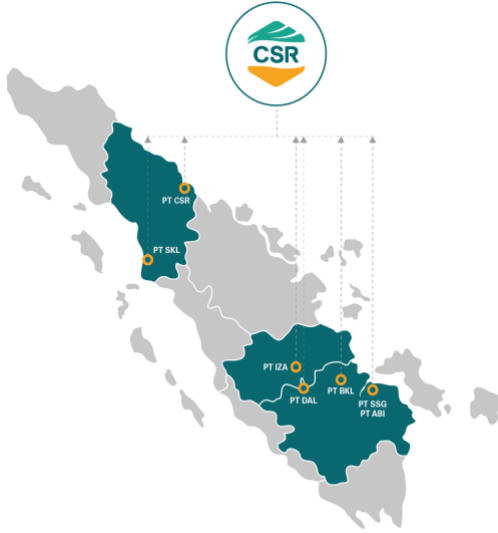 CSR
PT CSR
PT SKL
PT IZA
PT DAL
PT BKL
PT SSG
PT ABI